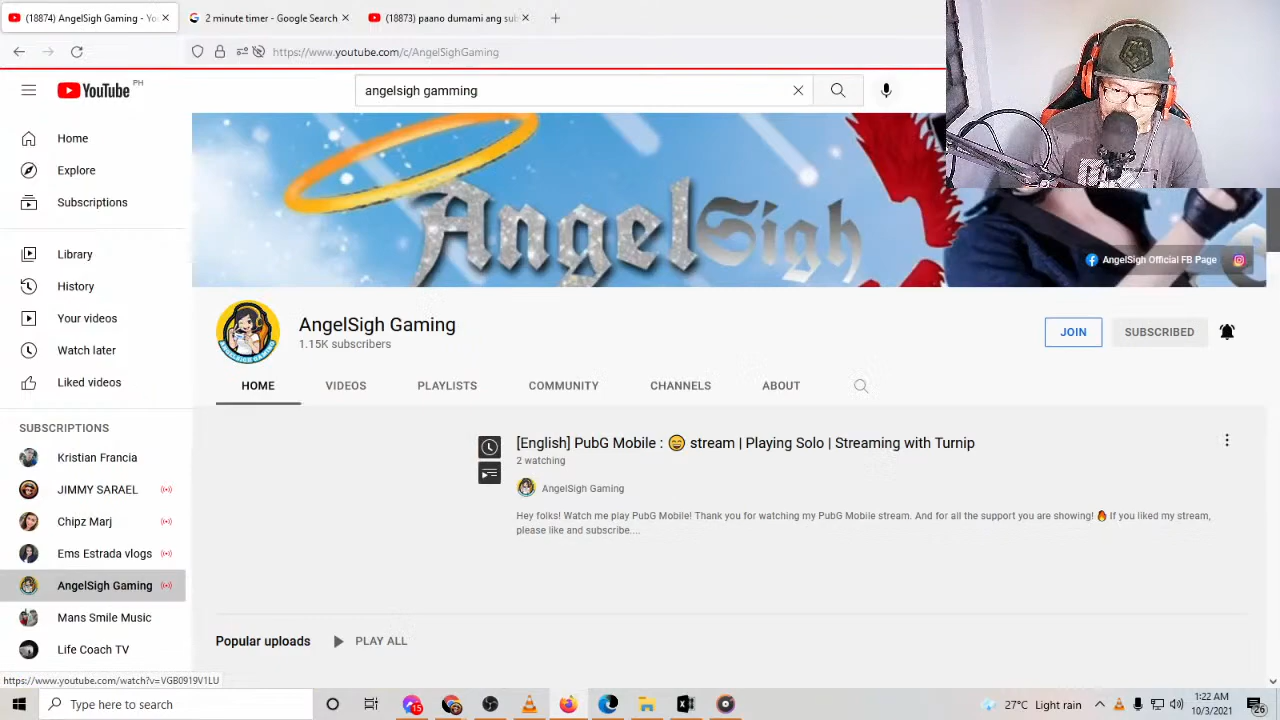 (18874) AngelSigh Gaming - Yo
2 minute timer - Google Search
(18873) paano dumami ang sub
https://www.youtube.com/c/AngelSighGaming
YouTube PH
angelsigh gamming
Home
Explore
Subscriptions
Library
History
Your videos
Watch later
Liked videos
SUBSCRIPTIONS
Kristian Francia
JIMMY SARAEL
Chipz Marj
Ems Estrada vlogs
AngelSigh Gaming
Mans Smile Music
Life Coach TV
AngelSigh
AngelSigh Official FB Page
AngelSigh Gaming
1.15K subscribers
JOIN
SUBSCRIBED
HOME
VIDEOS
PLAYLISTS
COMMUNITY
CHANNELS
ABOUT
[English] PubG Mobile : 😄 stream | Playing Solo | Streaming with Turnip
2 watching
AngelSigh Gaming
Hey folks! Watch me play PubG Mobile! Thank you for watching my PubG Mobile stream. And for all the support you are showing! 🔥 If you liked my stream,
please like and subscribe....
Popular uploads
PLAY ALL
https://www.youtube.com/watch?v=VGB0919V1LU
Type here to search
15
27°C Light rain
1:22 AM
10/3/2021
26